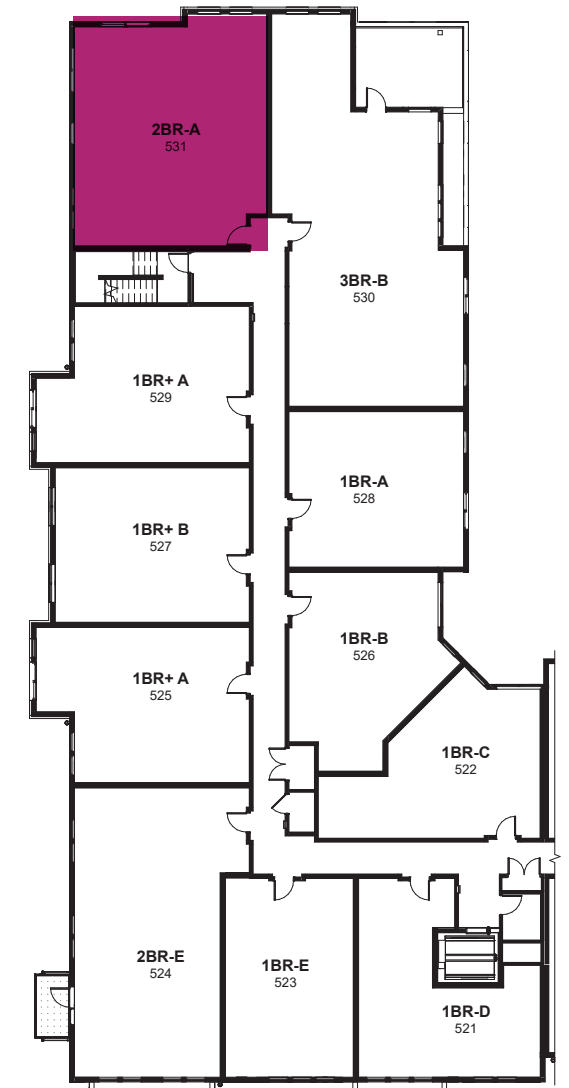 2BR-A
531
3BR-B
530
1BR+ A
529
1BR-A
528
1BR+ B
527
1BR-B
526
1BR+ A
525
1BR-C
522
2BR-E
524
1BR-E
523
1BR-D
521